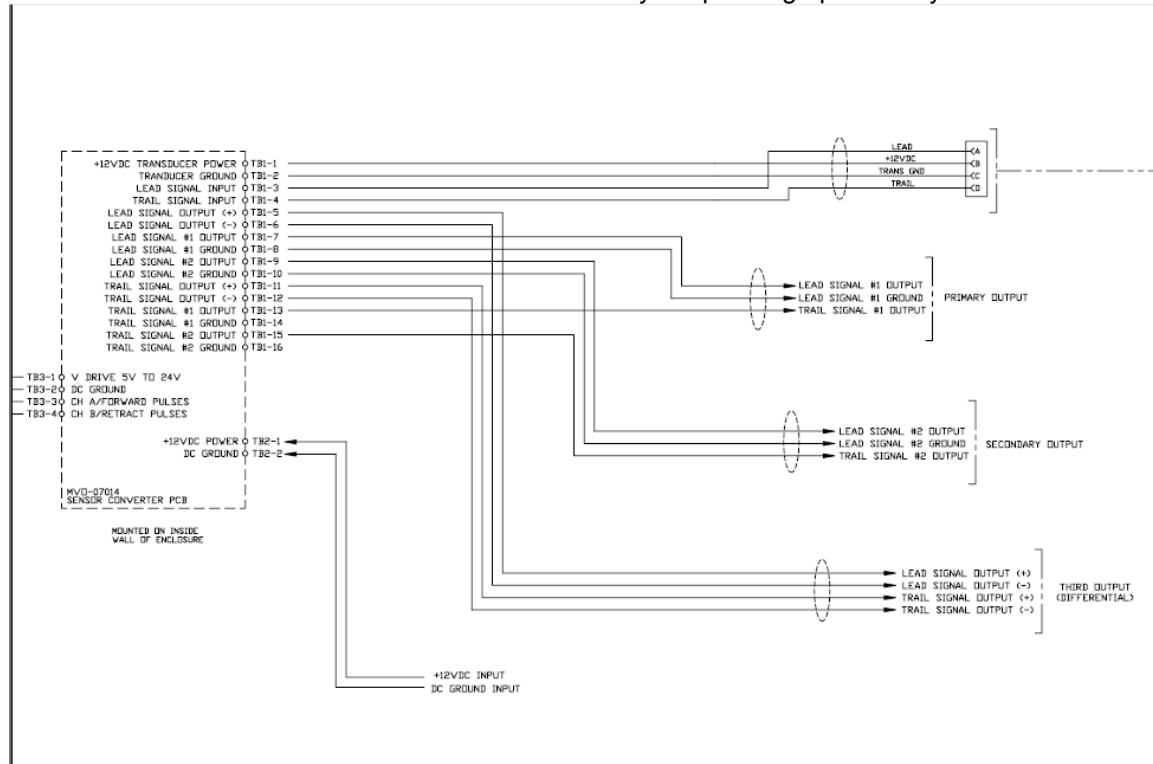 +12VDC TRANSDUCER POWER TB1-1
TRANDUCER GROUND TB1-2
LEAD SIGNAL INPUT TB1-3
TRAIL SIGNAL INPUT TB1-4
LEAD SIGNAL OUTPUT (+) TB1-5
LEAD SIGNAL OUTPUT (-) TB1-6
LEAD SIGNAL #1 OUTPUT TB1-7
LEAD SIGNAL #1 GROUND TB1-8
LEAD SIGNAL #2 OUTPUT TB1-9
LEAD SIGNAL #2 GROUND TB1-10
TRAIL SIGNAL OUTPUT (+) TB1-11
TRAIL SIGNAL OUTPUT (-) TB1-12
TRAIL SIGNAL #1 OUTPUT TB1-13
TRAIL SIGNAL #1 GROUND TB1-14
TRAIL SIGNAL #2 OUTPUT TB1-15
TRAIL SIGNAL #2 GROUND TB1-16
TB3-1 V DRIVE 5V TO 24V
TB3-2 DC GROUND
TB3-3 CH A/FORWARD PULSES
TB3-4 CH B/RETRACT PULSES
+12VDC POWER TB2-1
DC GROUND TB2-2
MVD-07014
SENSOR CONVERTER PCB
MOUNTED ON INSIDE
WALL OF ENCLOSURE
LEAD A
+12VDC B
TRANS GND C
TRAIL D
LEAD SIGNAL #1 OUTPUT
LEAD SIGNAL #1 GROUND
TRAIL SIGNAL #1 OUTPUT
PRIMARY OUTPUT
LEAD SIGNAL #2 OUTPUT
LEAD SIGNAL #2 GROUND
TRAIL SIGNAL #2 OUTPUT
SECONDARY OUTPUT
LEAD SIGNAL OUTPUT (+)
LEAD SIGNAL OUTPUT (-)
TRAIL SIGNAL OUTPUT (+)
TRAIL SIGNAL OUTPUT (-)
THIRD OUTPUT
(DIFFERENTIAL)
+12VDC INPUT
DC GROUND INPUT